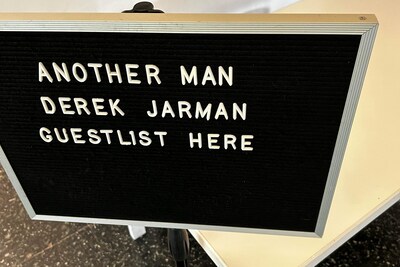 ANOTHER MAN
DEREK JARMAN
GUESTLIST HERE